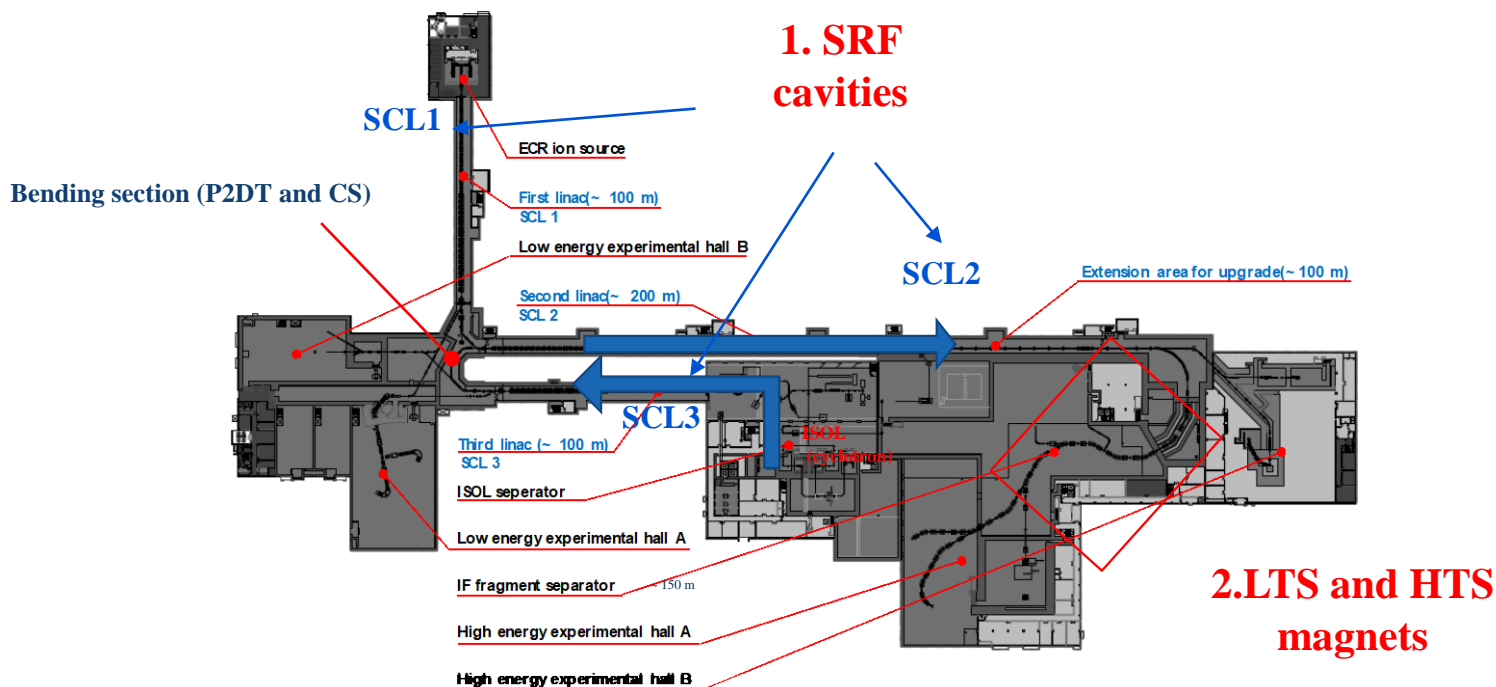 1. SRF
cavities
SCL1
ECR ion source
Bending section (P2DT and CS)
First linac(~ 100 m)
SCL 1
Low energy experimental hall B
SCL2
Extension area for upgrade(~ 100 m)
Second linac(~ 200 m)
SCL 2
SCL3
Third linac (~ 100 m)
SCL 3
ISOL
(cyclotron)
ISOL seperator
Low energy experimental hall A
IF fragment separator
~ 150 m
2.LTS and HTS
magnets
High energy experimental hall A
High energy experimental hall B